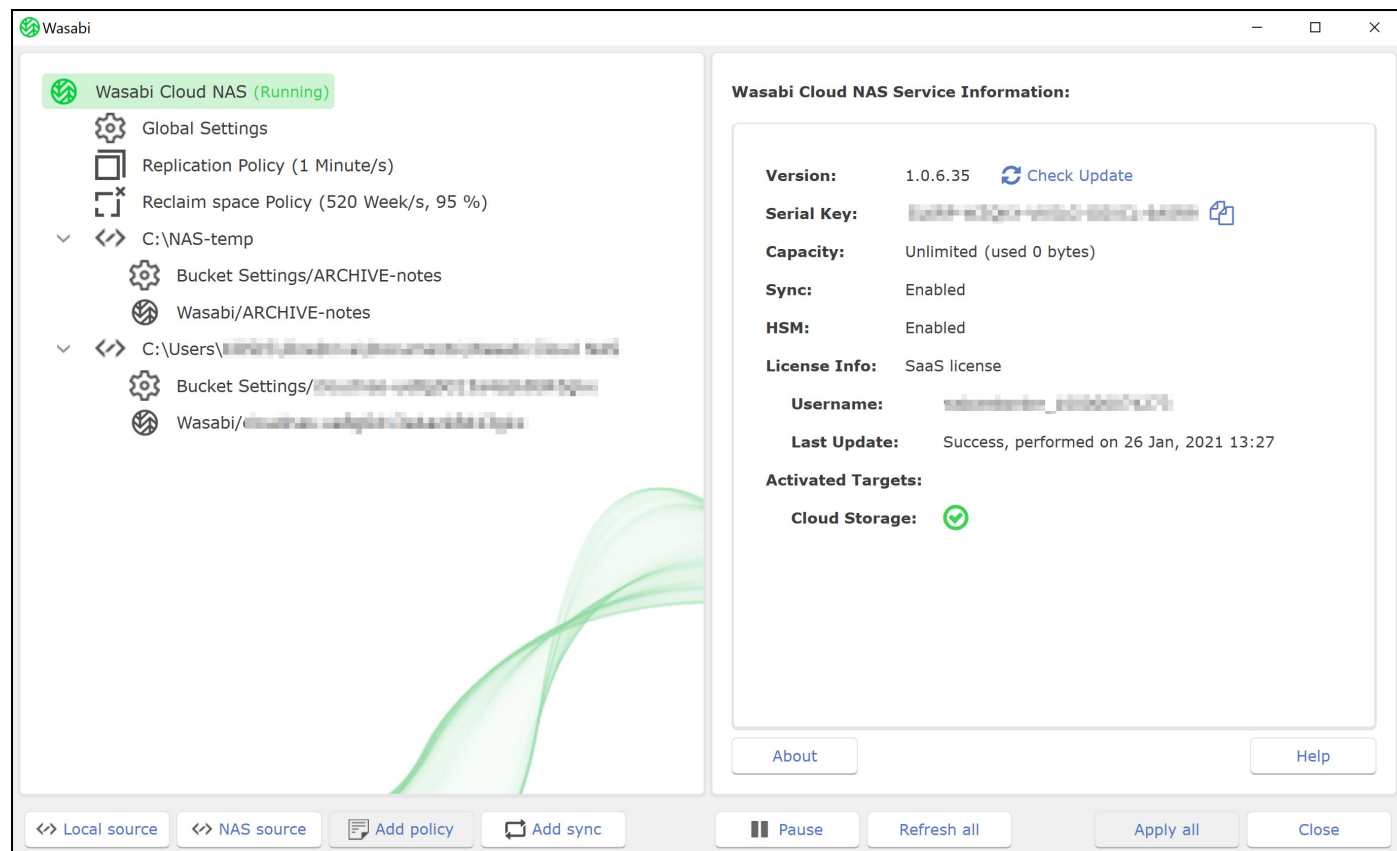 Wasabi
Wasabi Cloud NAS (Running)
Global Settings
Replication Policy (1 Minute/s)
Reclaim space Policy (520 Week/s, 95 %)
C:\NAS-temp
Bucket Settings/ARCHIVE-notes
Wasabi/ARCHIVE-notes
C:\Users\
Bucket Settings/
Wasabi/
Wasabi Cloud NAS Service Information:
Version: 1.0.6.35 Check Update
Serial Key:
Capacity: Unlimited (used 0 bytes)
Sync: Enabled
HSM: Enabled
License Info: SaaS license
Username:
Last Update: Success, performed on 26 Jan, 2021 13:27
Activated Targets:
Cloud Storage:
About Help
Local source NAS source Add policy Add sync Pause Refresh all Apply all Close